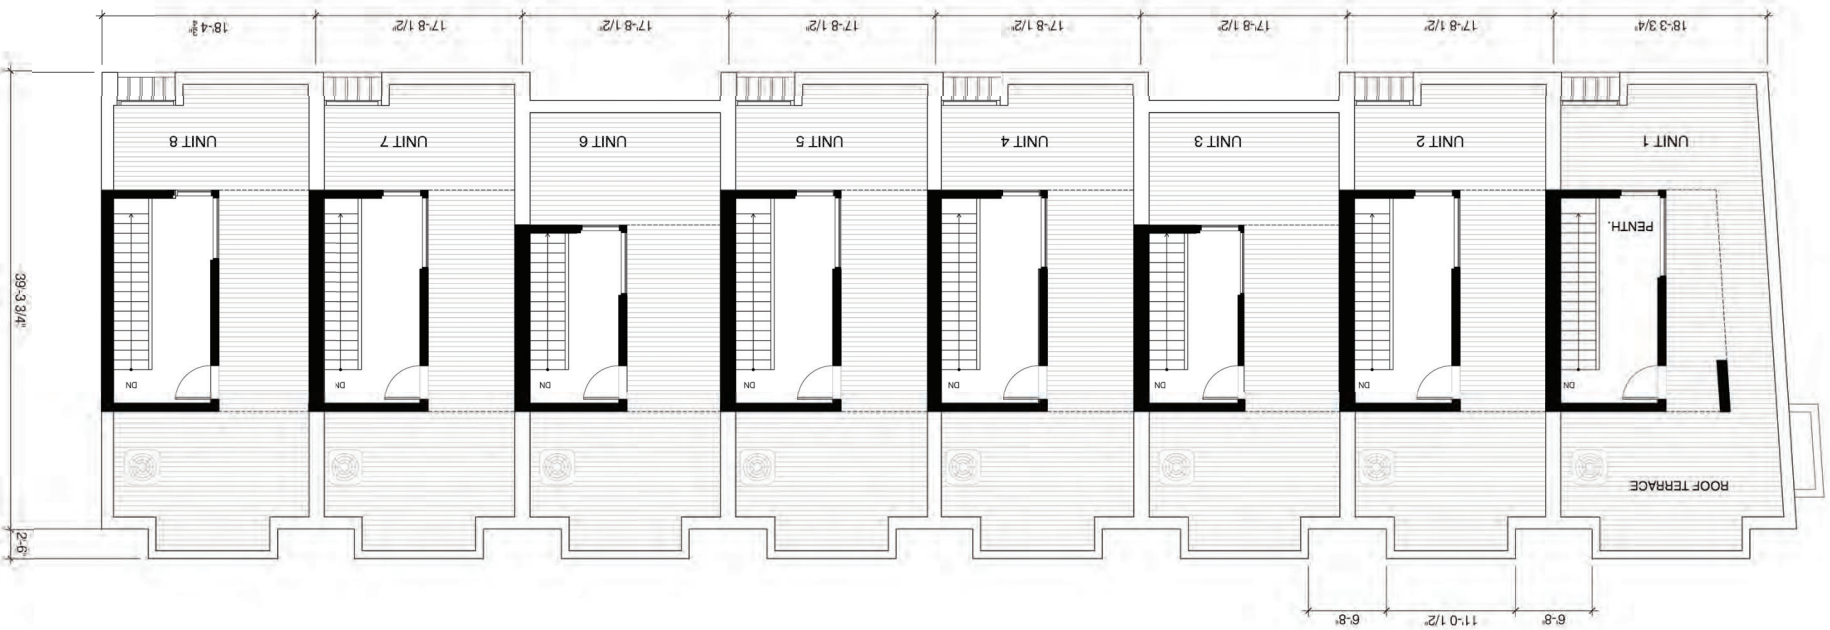 6'-8"
11'-0 1/2"
6'-8"
2'-6"
ROOF TERRACE
DN
DN
DN
DN
DN
DN
DN
DN
39'-3 3/4"
PENTH.
UNIT 1
UNIT 2
UNIT 3
UNIT 4
UNIT 5
UNIT 6
UNIT 7
UNIT 8
18'-3 3/4"
17'-8 1/2"
17'-8 1/2"
17'-8 1/2"
17'-8 1/2"
17'-8 1/2"
17'-8 1/2"
18'-4